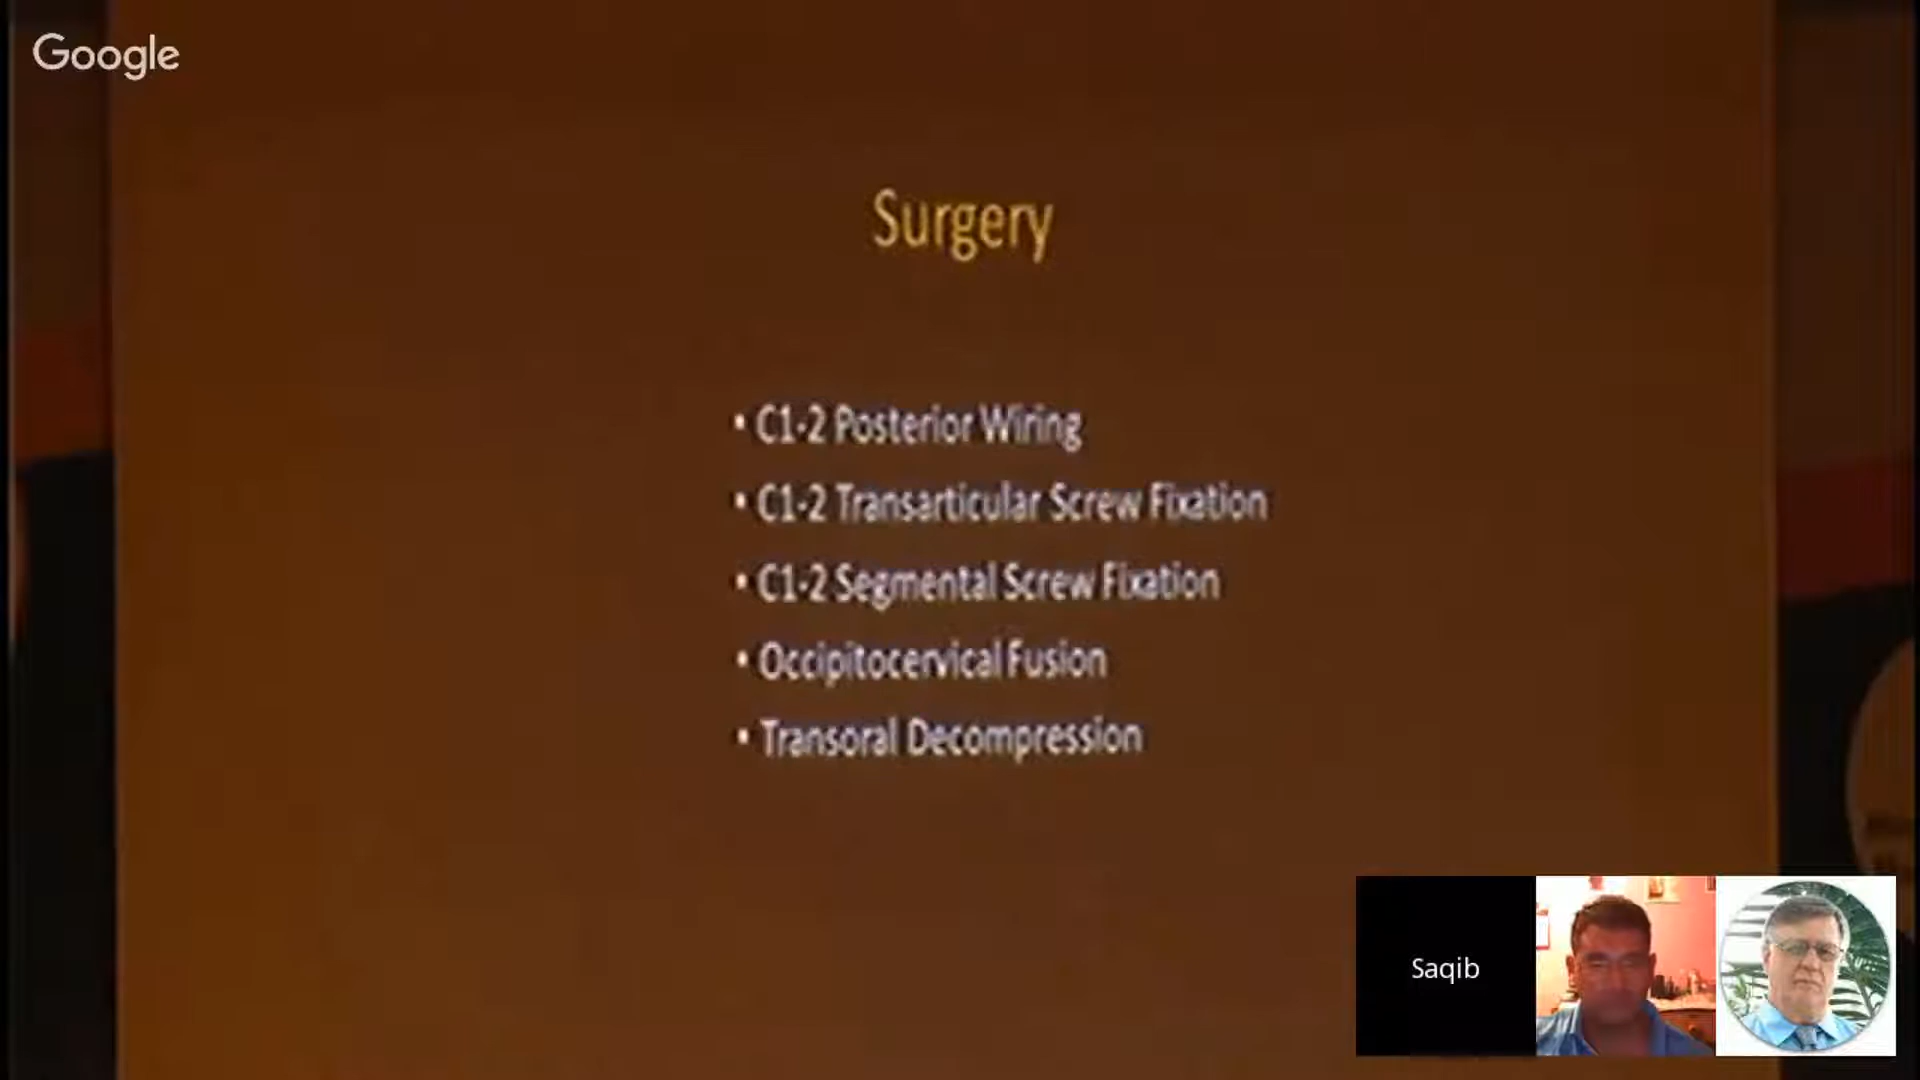 Google
Surgery
• C1-2 Posterior Wiring
• C1-2 Transarticular Screw Fixation
• C1-2 Segmental Screw Fixation
• Occipitocervical Fusion
• Transoral Decompression
Saqib